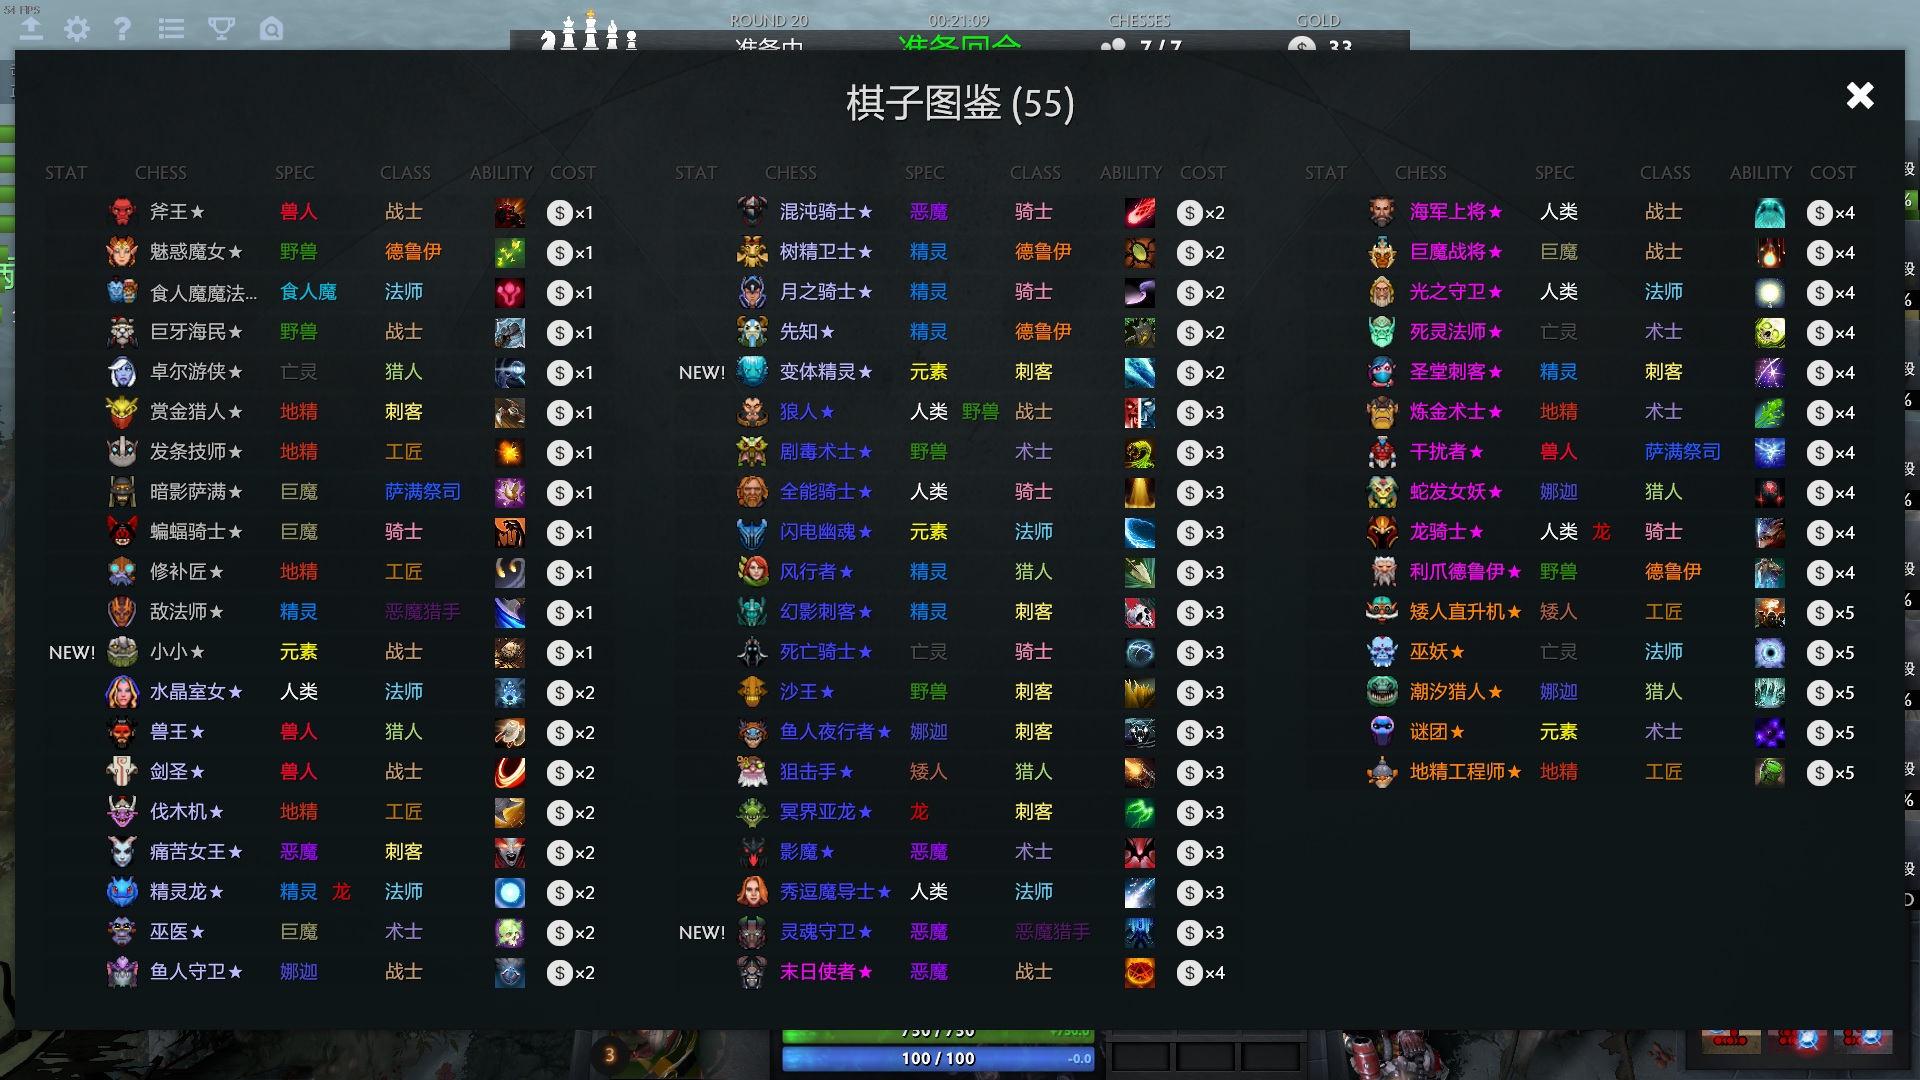 54 FPS
ROUND 20 00:21:09 CHESSES GOLD
准备中 准备回合 7 / 7 33
棋子图鉴 (55)
STAT CHESS SPEC CLASS ABILITY COST
斧王★ 兽人 战士 $×1
魅惑魔女★ 野兽 德鲁伊 $×1
食人魔魔法... 食人魔 法师 $×1
巨牙海民★ 野兽 战士 $×1
卓尔游侠★ 亡灵 猎人 $×1
赏金猎人★ 地精 刺客 $×1
发条技师★ 地精 工匠 $×1
暗影萨满★ 巨魔 萨满祭司 $×1
蝙蝠骑士★ 巨魔 骑士 $×1
修补匠★ 地精 工匠 $×1
敌法师★ 精灵 恶魔猎手 $×1
NEW! 小小★ 元素 战士 $×1
水晶室女★ 人类 法师 $×2
兽王★ 兽人 猎人 $×2
剑圣★ 兽人 战士 $×2
伐木机★ 地精 工匠 $×2
痛苦女王★ 恶魔 刺客 $×2
精灵龙★ 精灵 龙 法师 $×2
巫医★ 巨魔 术士 $×2
鱼人守卫★ 娜迦 战士 $×2
STAT CHESS SPEC CLASS ABILITY COST
混沌骑士★ 恶魔 骑士 $×2
树精卫士★ 精灵 德鲁伊 $×2
月之骑士★ 精灵 骑士 $×2
先知★ 精灵 德鲁伊 $×2
NEW! 变体精灵★ 元素 刺客 $×2
狼人★ 人类 野兽 战士 $×3
剧毒术士★ 野兽 术士 $×3
全能骑士★ 人类 骑士 $×3
闪电幽魂★ 元素 法师 $×3
风行者★ 精灵 猎人 $×3
幻影刺客★ 精灵 刺客 $×3
死亡骑士★ 亡灵 骑士 $×3
沙王★ 野兽 刺客 $×3
鱼人夜行者★ 娜迦 刺客 $×3
狙击手★ 矮人 猎人 $×3
冥界亚龙★ 龙 刺客 $×3
影魔★ 恶魔 术士 $×3
秀逗魔导士★ 人类 法师 $×3
NEW! 灵魂守卫★ 恶魔 恶魔猎手 $×3
末日使者★ 恶魔 战士 $×4
STAT CHESS SPEC CLASS ABILITY COST
海军上将★ 人类 战士 $×4
巨魔战将★ 巨魔 战士 $×4
光之守卫★ 人类 法师 $×4
死灵法师★ 亡灵 术士 $×4
圣堂刺客★ 精灵 刺客 $×4
炼金术士★ 地精 术士 $×4
干扰者★ 兽人 萨满祭司 $×4
蛇发女妖★ 娜迦 猎人 $×4
龙骑士★ 人类 龙 骑士 $×4
利爪德鲁伊★ 野兽 德鲁伊 $×4
矮人直升机★ 矮人 工匠 $×5
巫妖★ 亡灵 法师 $×5
潮汐猎人★ 娜迦 猎人 $×5
谜团★ 元素 术士 $×5
地精工程师★ 地精 工匠 $×5
3
750 / 750 +750.0
100 / 100 -0.0